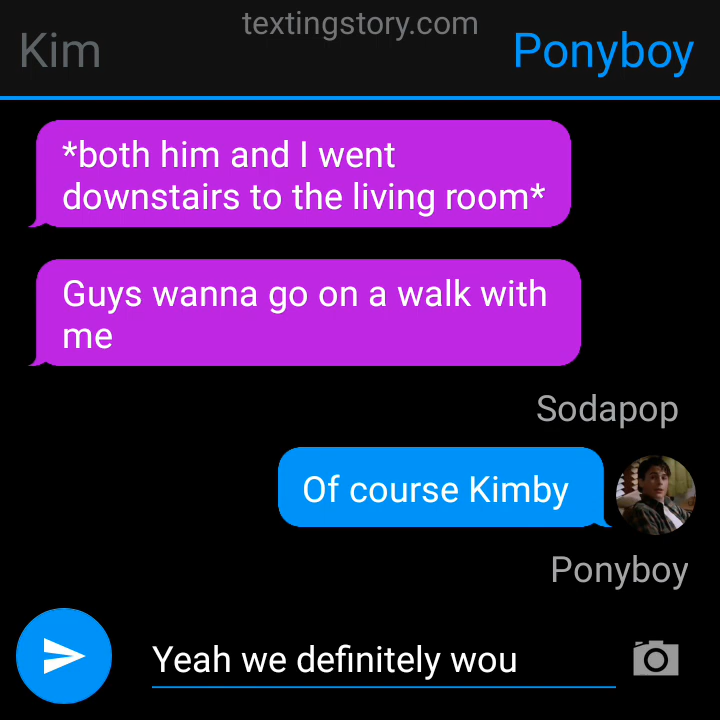 textingstory.com
Kim
Ponyboy
*both him and I went
downstairs to the living room*
Guys wanna go on a walk with
me
Sodapop
Of course Kimby
Ponyboy
Yeah we definitely wou